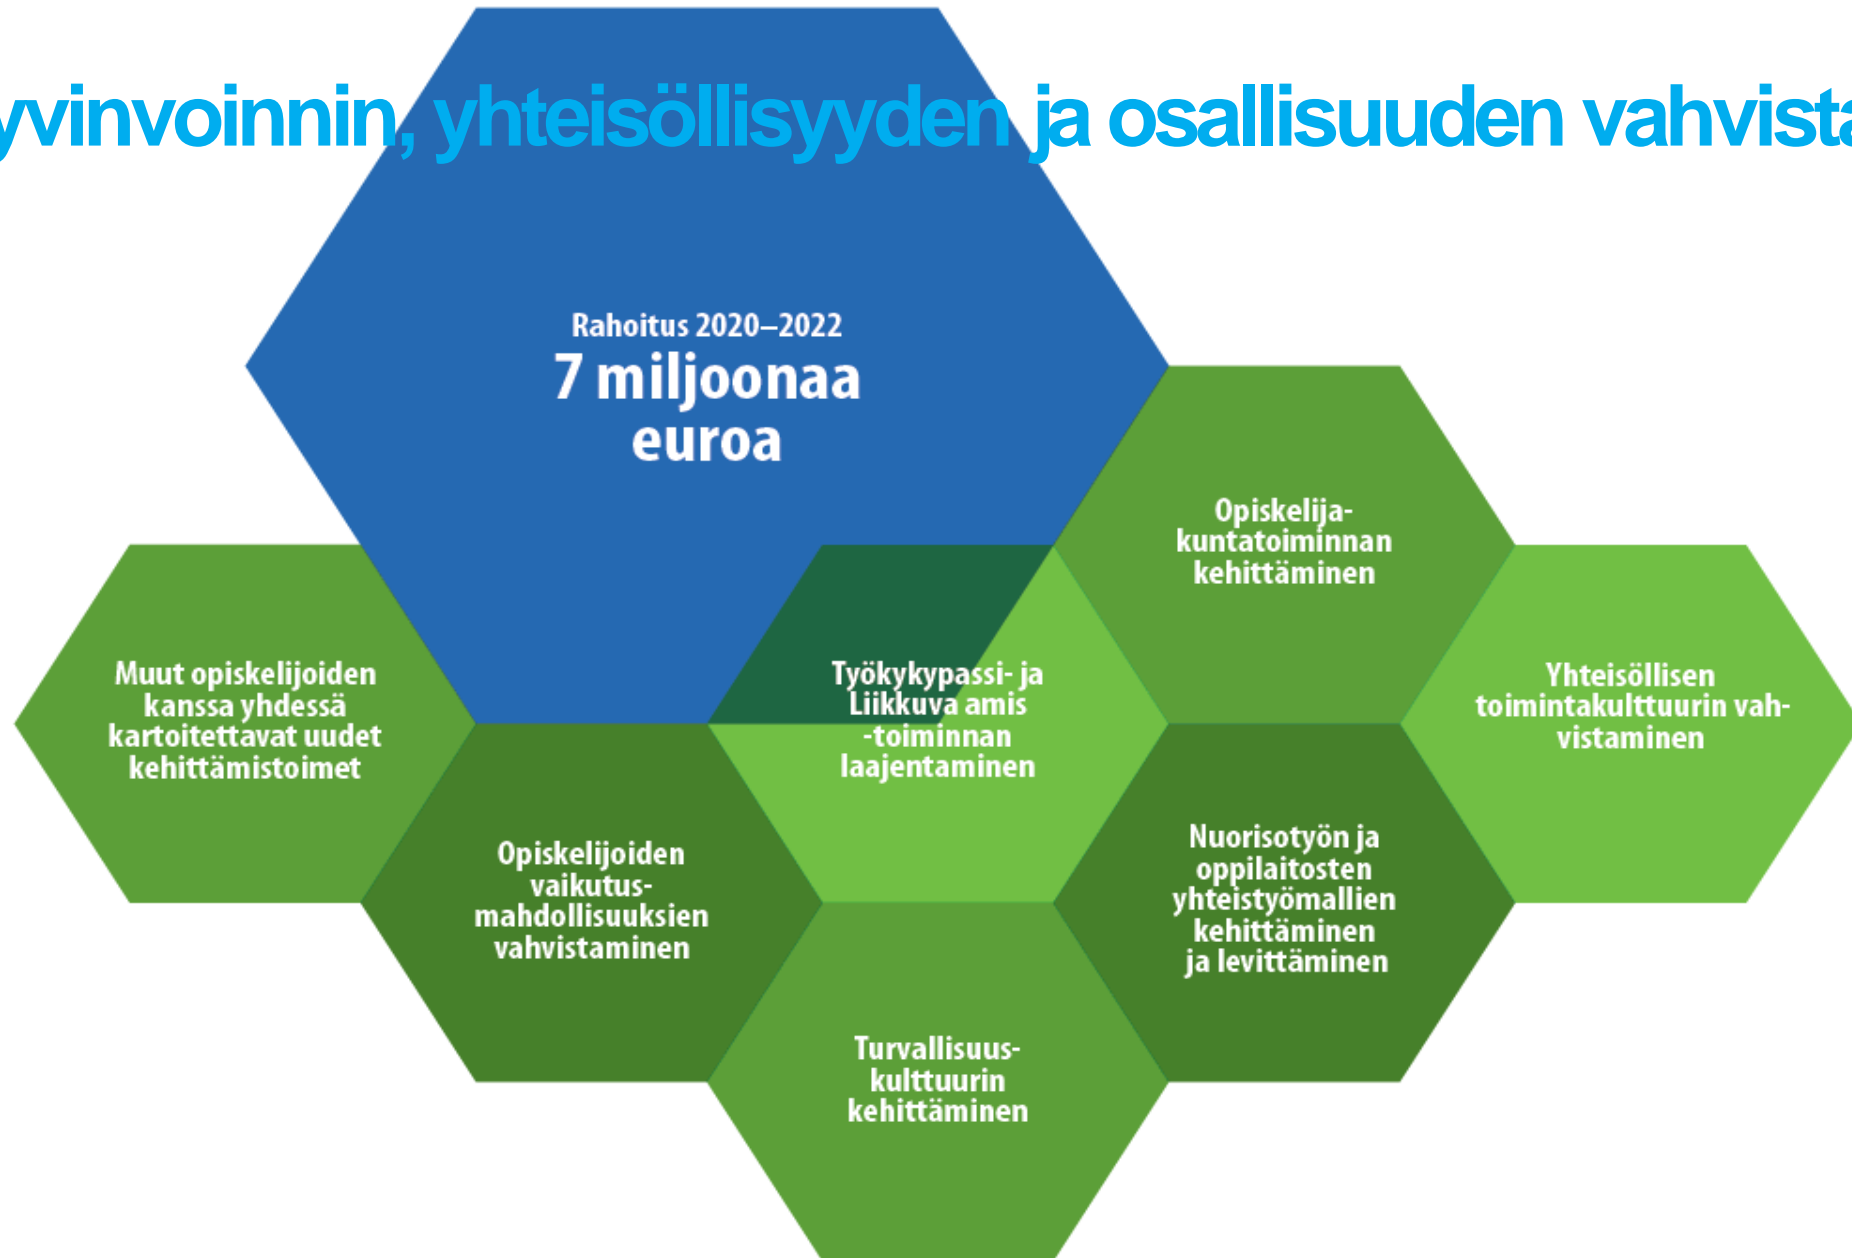 yvinvoinnin, yhteisöllisyyden ja osallisuuden vahvista
Rahoitus 2020–2022
7 miljoonaa
euroa
Opiskelija-
kuntatoiminnan
kehittäminen
Muut opiskelijoiden
kanssa yhdessä
kartoitettavat uudet
kehittämistoimet
Työkykypassi- ja
Liikkuva amis
-toiminnan
laajentaminen
Yhteisöllisen
toimintakulttuurin vah-
vistaminen
Opiskelijoiden
vaikutus-
mahdollisuuksien
vahvistaminen
Nuorisotyön ja
oppilaitosten
yhteistyömallien
kehittäminen
ja levittäminen
Turvallisuus-
kulttuurin
kehittäminen